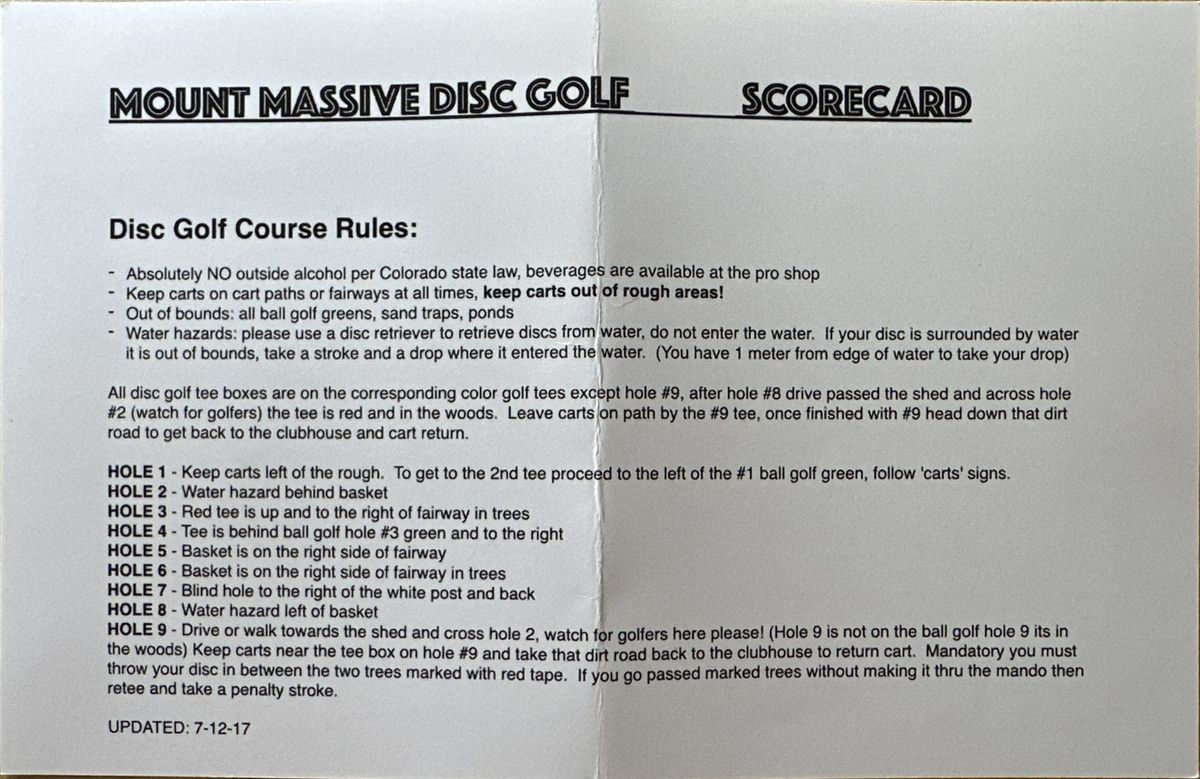 MOUNT MASSIVE DISC GOLF SCORECARD
Disc Golf Course Rules:
- Absolutely NO outside alcohol per Colorado state law, beverages are available at the pro shop
- Keep carts on cart paths or fairways at all times, keep carts out of rough areas!
- Out of bounds: all ball golf greens, sand traps, ponds
- Water hazards: please use a disc retriever to retrieve discs from water, do not enter the water. If your disc is surrounded by water
it is out of bounds, take a stroke and a drop where it entered the water. (You have 1 meter from edge of water to take your drop)
All disc golf tee boxes are on the corresponding color golf tees except hole #9, after hole #8 drive passed the shed and across hole
#2 (watch for golfers) the tee is red and in the woods. Leave carts on path by the #9 tee, once finished with #9 head down that dirt
road to get back to the clubhouse and cart return.
HOLE 1 - Keep carts left of the rough. To get to the 2nd tee proceed to the left of the #1 ball golf green, follow 'carts' signs.
HOLE 2 - Water hazard behind basket
HOLE 3 - Red tee is up and to the right of fairway in trees
HOLE 4 - Tee is behind ball golf hole #3 green and to the right
HOLE 5 - Basket is on the right side of fairway
HOLE 6 - Basket is on the right side of fairway in trees
HOLE 7 - Blind hole to the right of the white post and back
HOLE 8 - Water hazard left of basket
HOLE 9 - Drive or walk towards the shed and cross hole 2, watch for golfers here please! (Hole 9 is not on the ball golf hole 9 its in
the woods) Keep carts near the tee box on hole #9 and take that dirt road back to the clubhouse to return cart. Mandatory you must
throw your disc in between the two trees marked with red tape. If you go passed marked trees without making it thru the mando then
retee and take a penalty stroke.
UPDATED: 7-12-17